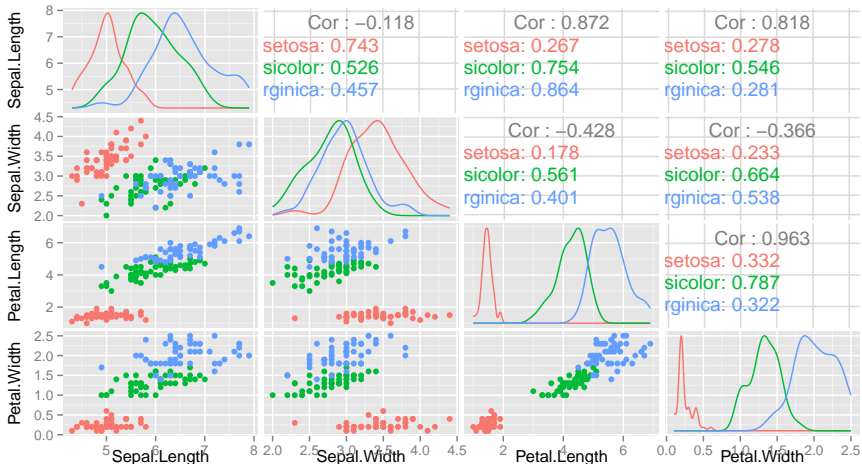 Sepal.Length
8
7
6
5
Cor : −0.118
setosa: 0.743
sicolor: 0.526
rginica: 0.457
Cor : 0.872
setosa: 0.267
sicolor: 0.754
rginica: 0.864
Cor : 0.818
setosa: 0.278
sicolor: 0.546
rginica: 0.281
Sepal.Width
4.5
4.0
3.5
3.0
2.5
2.0
Cor : −0.428
setosa: 0.178
sicolor: 0.561
rginica: 0.401
Cor : −0.366
setosa: 0.233
sicolor: 0.664
rginica: 0.538
Petal.Length
6
4
2
Cor : 0.963
setosa: 0.332
sicolor: 0.787
rginica: 0.322
Petal.Width
2.5
2.0
1.5
1.0
0.5
0.0
5 6 7 8
2.0 2.5 3.0 3.5 4.0 4.5
2 4 6
0.0 0.5 1.0 1.5 2.0 2.5
Sepal.Length Sepal.Width Petal.Length Petal.Width